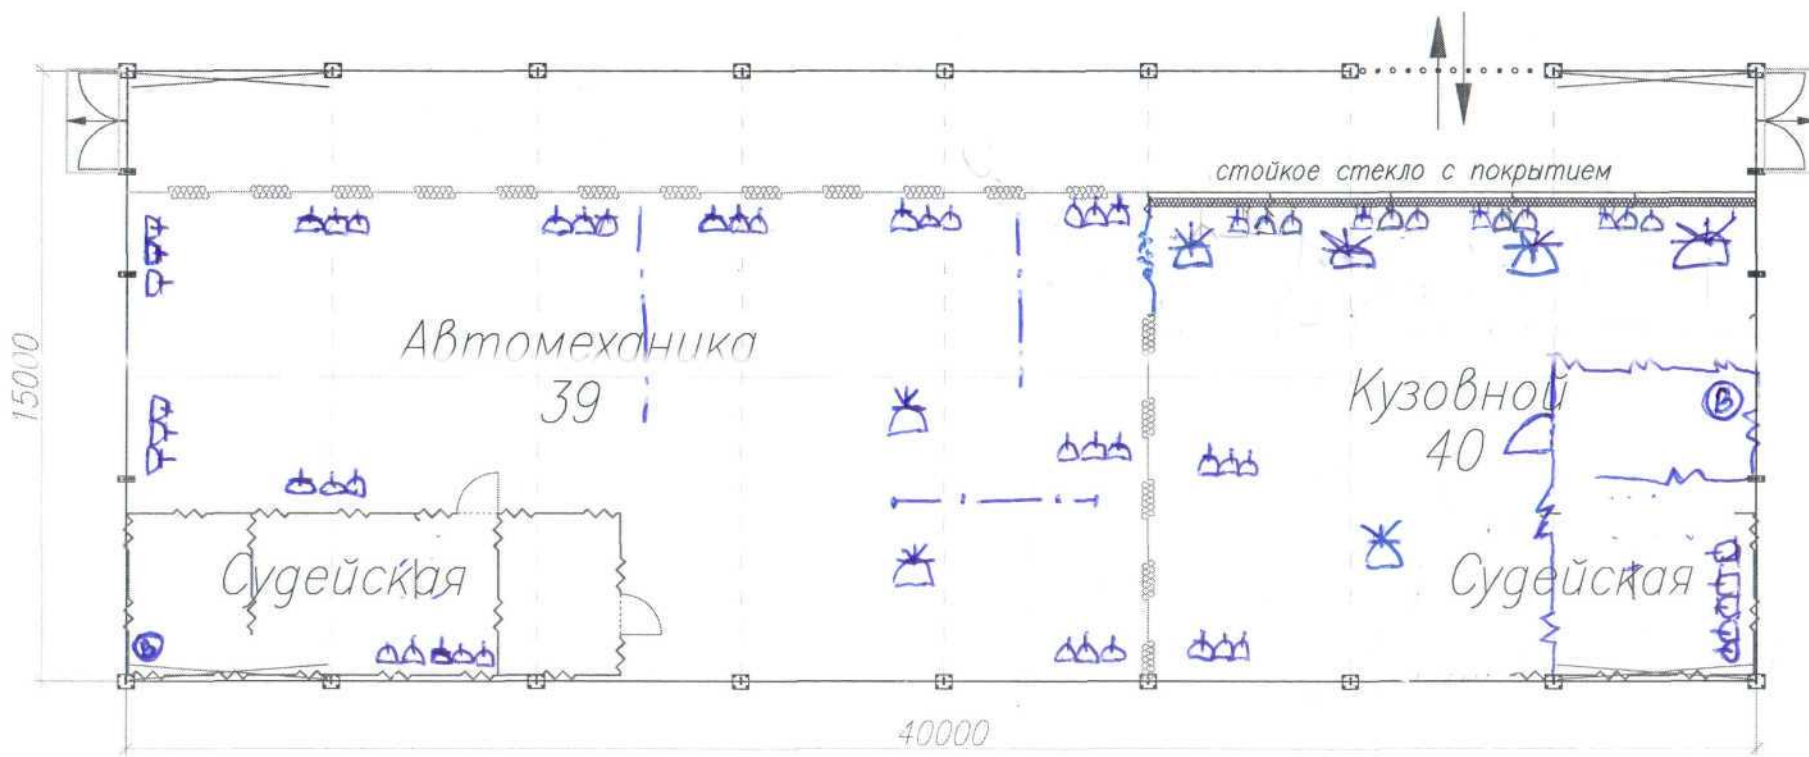 стойкое стекло с покрытием
Автомеханика
39
Кузовной
40
В
15000
Судейская
Судейская
В
40000